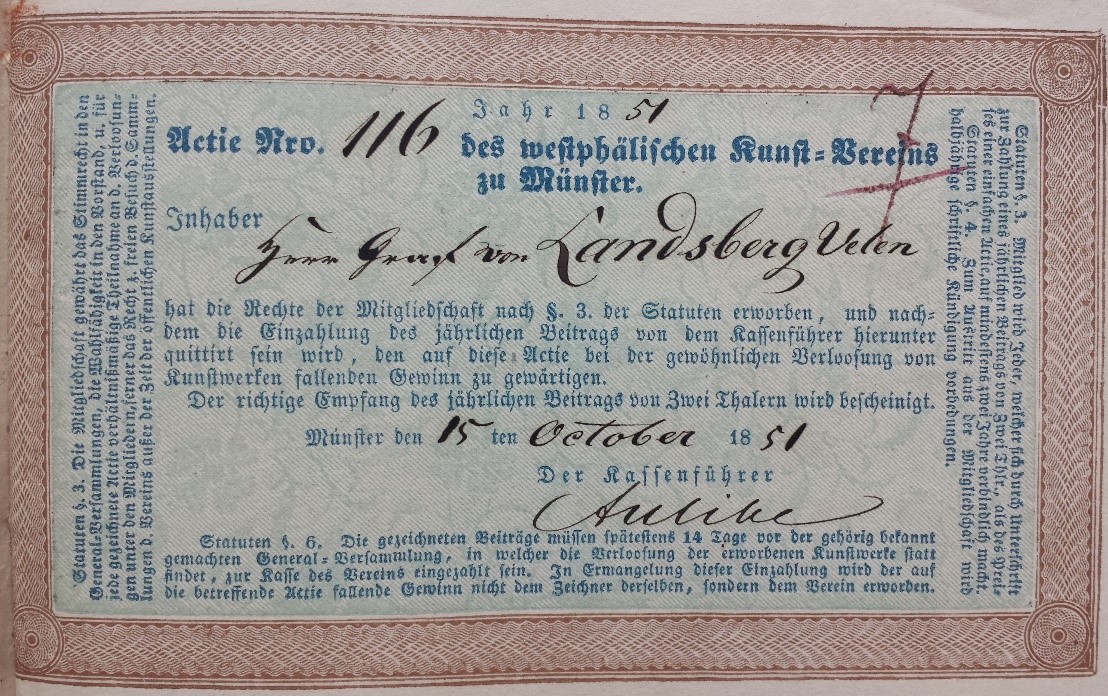 Jahr 1851
Actie Nro. 116 des westphälischen Kunst=Vereins
zu Münster.
Inhaber
Herr Graf von Landsberg Velen
hat die Rechte der Mitgliedschaft nach §. 3. der Statuten erworben, und nach=
dem die Einzahlung des jährlichen Beitrags von dem Kassenführer hierunter
quittirt sein wird, den auf diese Actie bei der gewöhnlichen Verloosung von
Kunstwerken fallenden Gewinn zu gewärtigen.
Der richtige Empfang des jährlichen Beitrags von Zwei Thalern wird bescheinigt.
Münster den 15 ten October 1851
Der Kassenführer
Aulike
Statuten §. 6. Die gezeichneten Beiträge müssen spätestens 14 Tage vor der gehörig bekannt
gemachten General=Versammlung, in welcher die Verloosung der erworbenen Kunstwerke statt
findet, zur Kasse des Vereins eingezahlt sein. In Ermangelung dieser Einzahlung wird der auf
die betreffende Actie fallende Gewinn nicht dem Zeichner derselben, sondern dem Verein erworben.
Statuten §. 3. Die Mitgliedschaft gewährt das Stimmrecht in den
General=Versammlungen, die Wahlfähigkeit in den Vorstand, u. für
jede gezeichnete Actie verhältnißmäßige Theilnahme an d. Verloosun=
gen unter den Mitgliedern, ferner das Recht z. freien Besuch d. Samm=
lungen d. Vereins außer der Zeit der öffentlichen Kunstausstellungen.
Statuten §. 3. Mitglied wird Jeder, welcher sich durch Unterschrift
zur Zahlung eines jährlichen Beitrags von Zwei Thlr., als des Prei=
ses einer einfachen Actie, auf mindestens zwei Jahre verbindlich macht.
Statuten §. 4. Zum Austritt aus der Mitgliedschaft wird
halbjährige schriftliche Kündigung vorbedungen.
7